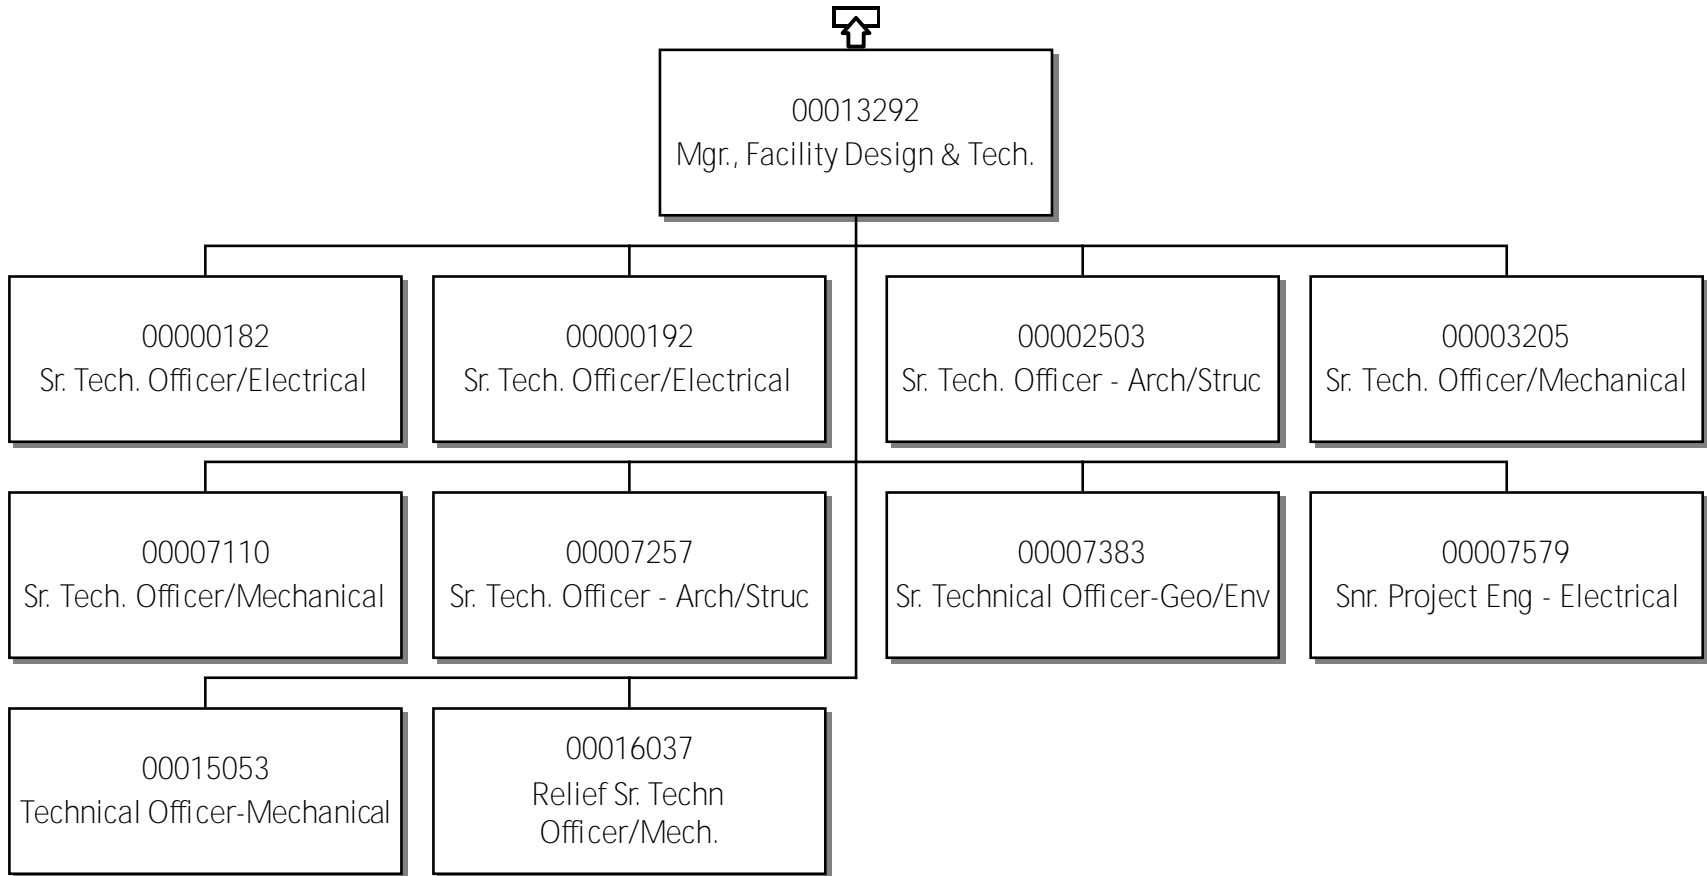 00013292
Mgr., Facility Design & Tech.
00000182
Sr. Tech. Officer/Electrical
00000192
Sr. Tech. Officer/Electrical
00002503
Sr. Tech. Officer - Arch/Struc
00003205
Sr. Tech. Officer/Mechanical
00007110
Sr. Tech. Officer/Mechanical
00007257
Sr. Tech. Officer - Arch/Struc
00007383
Sr. Technical Officer-Geo/Env
00007579
Snr. Project Eng - Electrical
00015053
Technical Officer-Mechanical
00016037
Relief Sr. Techn
Officer/Mech.